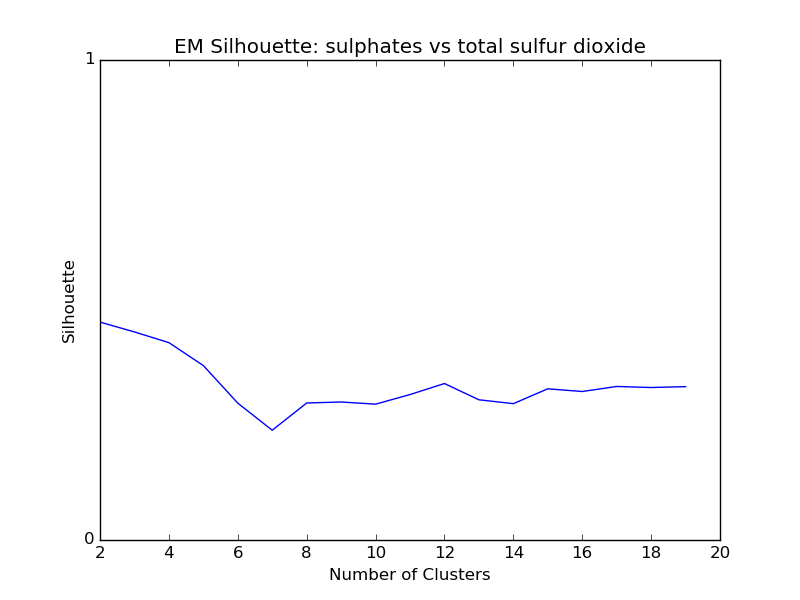 EM Silhouette: sulphates vs total sulfur dioxide
1
Silhouette
0
2 4 6 8 10 12 14 16 18 20
Number of Clusters